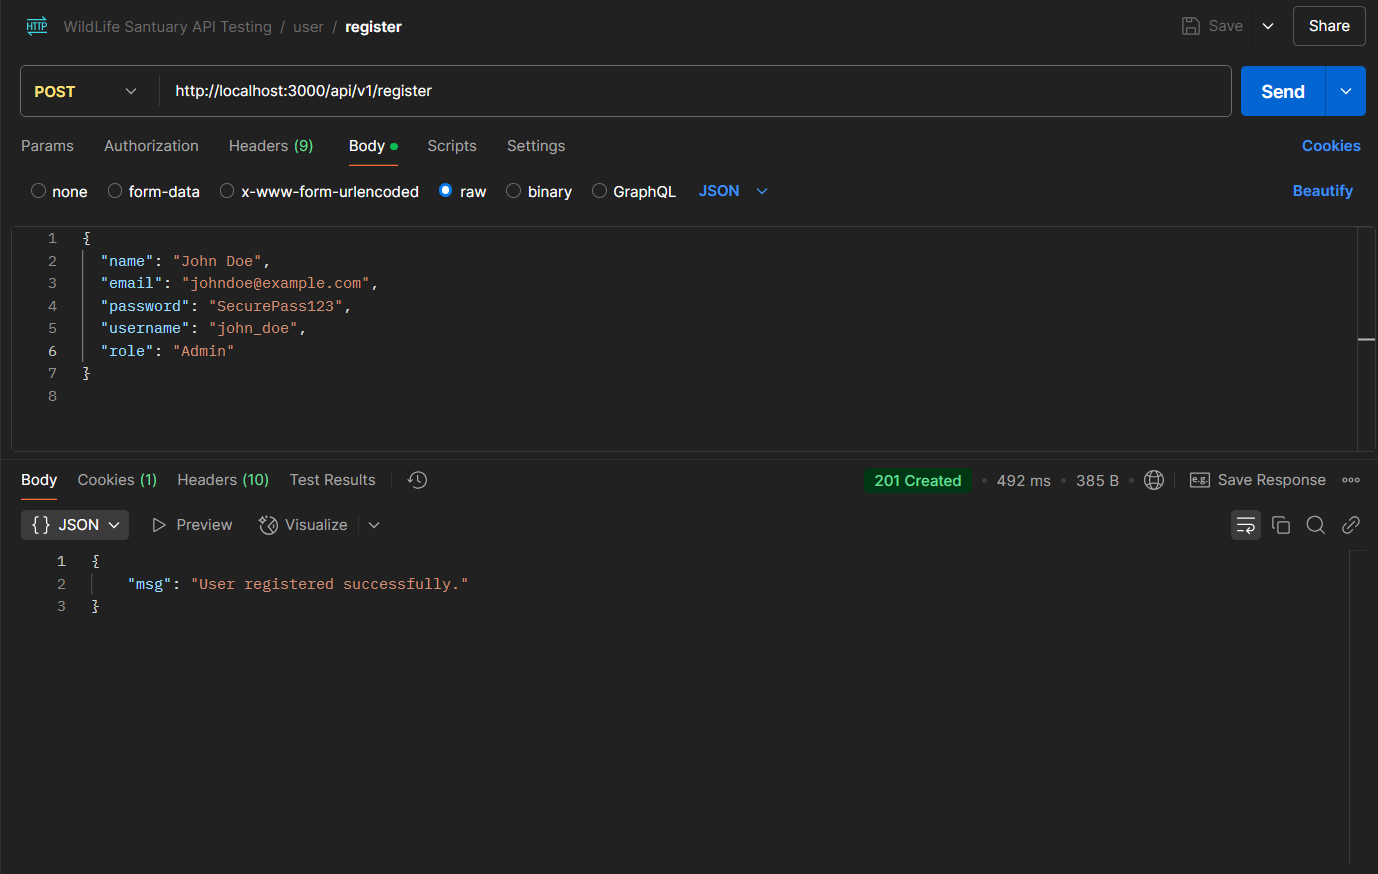 HTTP WildLife Santuary API Testing / user / register Save Share
POST http://localhost:3000/api/v1/register Send
Params Authorization Headers (9) Body Scripts Settings Cookies
none form-data x-www-form-urlencoded raw binary GraphQL JSON Beautify
1 {
2 "name": "John Doe",
3 "email": "johndoe@example.com",
4 "password": "SecurePass123",
5 "username": "john_doe",
6 "role": "Admin"
7 }
8
Body Cookies (1) Headers (10) Test Results 201 Created 492 ms 385 B e.g. Save Response
{} JSON Preview Visualize
1 {
2 "msg": "User registered successfully."
3 }